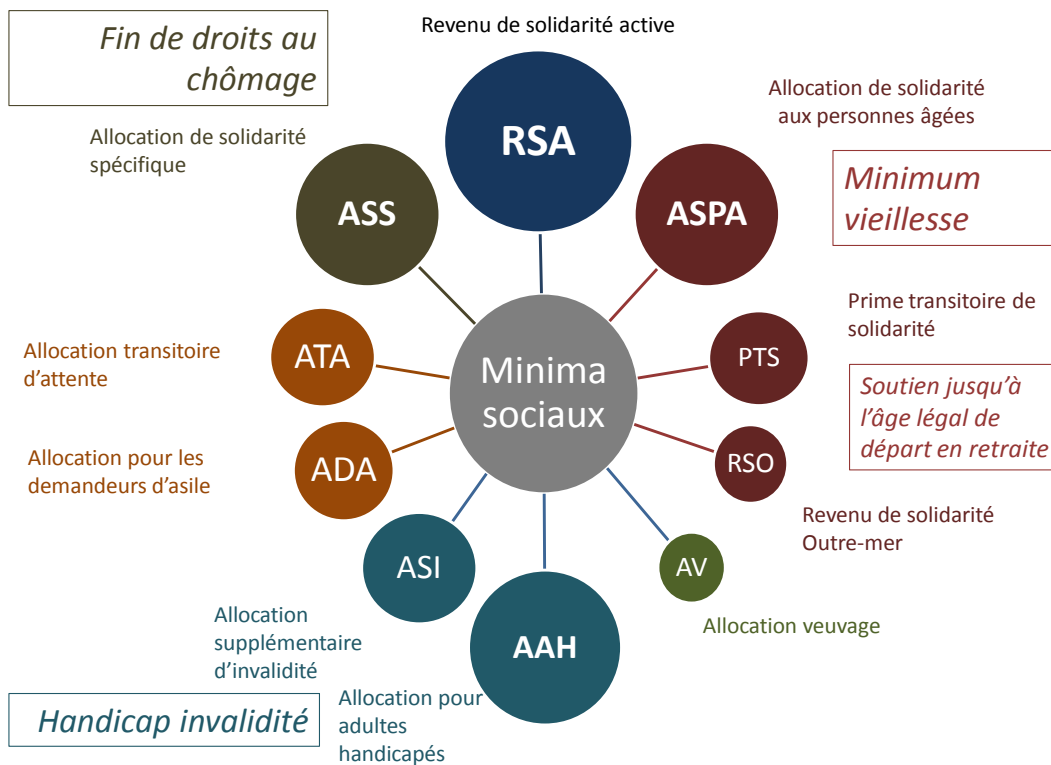 Fin de droits au
chômage
Revenu de solidarité active
Allocation de solidarité
aux personnes âgées
Allocation de solidarité
spécifique
RSA
ASS
ASPA
Minimum
vieillesse
Prime transitoire de
solidarité
Allocation transitoire
d’attente
ATA
Minima
sociaux
PTS
Soutien jusqu’à
l’âge légal de
départ en retraite
Allocation pour les
demandeurs d’asile
ADA
RSO
Revenu de solidarité
Outre-mer
ASI
AV
Allocation
supplémentaire
d’invalidité
AAH
Allocation veuvage
Handicap invalidité
Allocation pour
adultes
handicapés